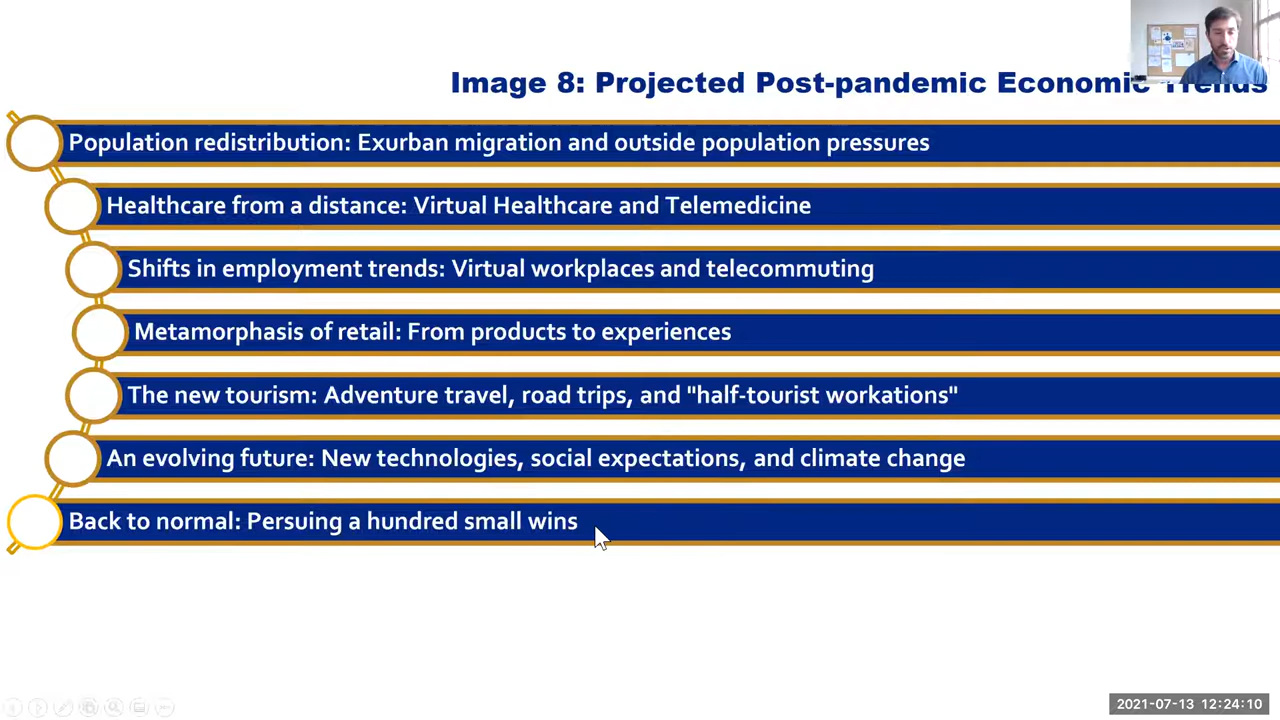 Image 8: Projected Post-pandemic Economic Trends
Population redistribution: Exurban migration and outside population pressures
Healthcare from a distance: Virtual Healthcare and Telemedicine
Shifts in employment trends: Virtual workplaces and telecommuting
Metamorphasis of retail: From products to experiences
The new tourism: Adventure travel, road trips, and "half-tourist workations"
An evolving future: New technologies, social expectations, and climate change
Back to normal: Persuing a hundred small wins
2021-07-13 12:24:10